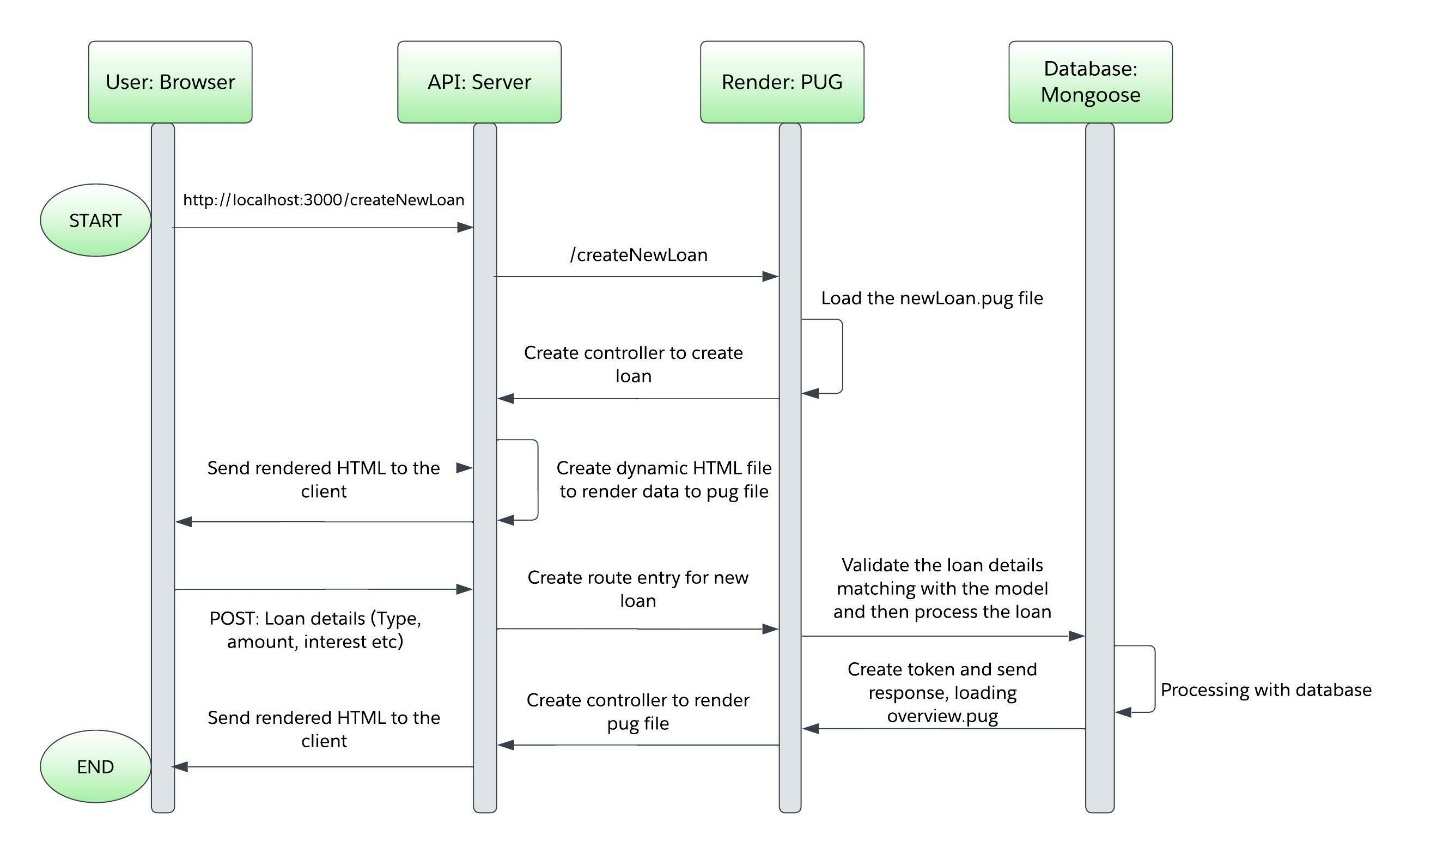 User: Browser
API: Server
Render: PUG
Database:
Mongoose
START
http://localhost:3000/createNewLoan
/createNewLoan
Load the newLoan.pug file
Create controller to create
loan
Send rendered HTML to the
client
Create dynamic HTML file
to render data to pug file
Create route entry for new
loan
Validate the loan details
matching with the model
and then process the loan
POST: Loan details (Type,
amount, interest etc)
Create token and send
response, loading
overview.pug
Processing with database
Create controller to render
pug file
Send rendered HTML to the
client
END